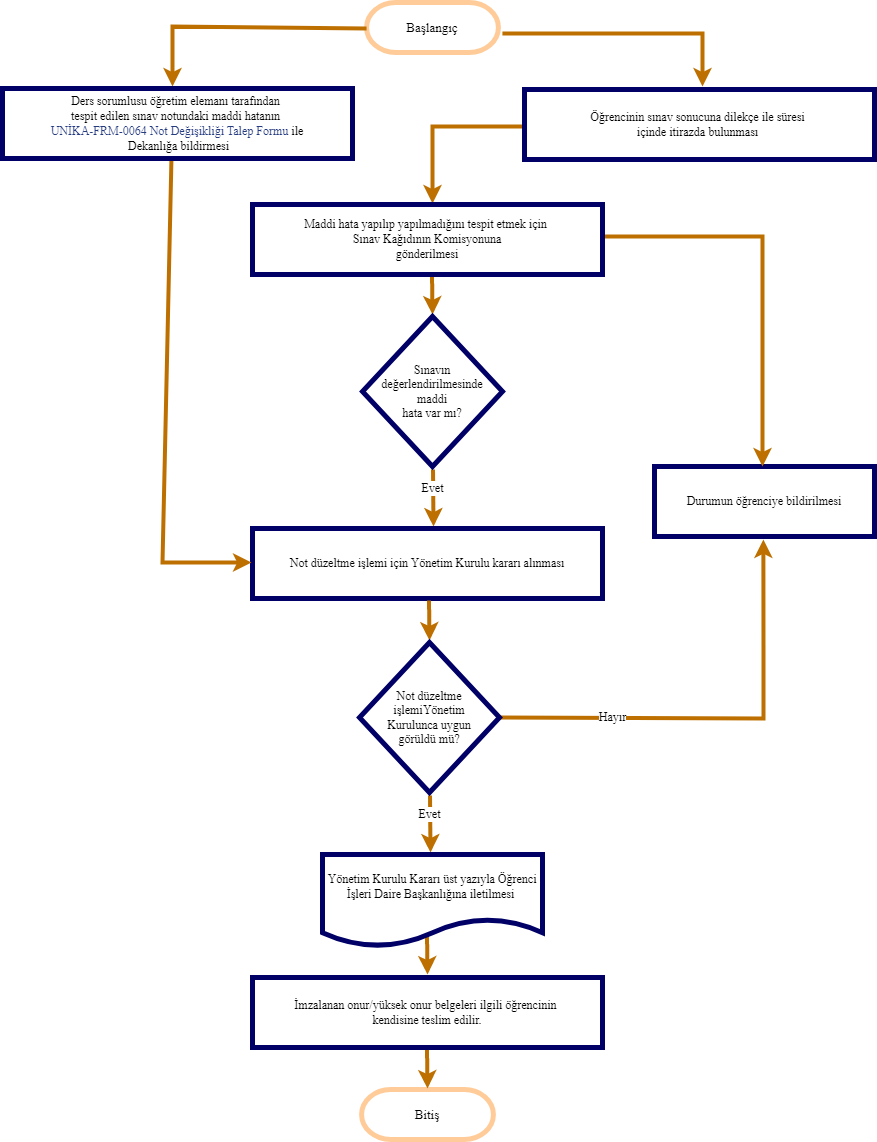 Başlangıç
Ders sorumlusu öğretim elemanı tarafından
tespit edilen sınav notundaki maddi hatanın
UNİKA-FRM-0064 Not Değişikliği Talep Formu ile
Dekanlığa bildirmesi
Öğrencinin sınav sonucuna dilekçe ile süresi
içinde itirazda bulunması
Maddi hata yapılıp yapılmadığını tespit etmek için
Sınav Kağıdının Komisyonuna
gönderilmesi
Sınavın
değerlendirilmesinde
maddi
hata var mı?
Evet
Durumun öğrenciye bildirilmesi
Not düzeltme işlemi için Yönetim Kurulu kararı alınması
Not düzeltme
işlemiYönetim
Kurulunca uygun
görüldü mü?
Hayır
Evet
Yönetim Kurulu Kararı üst yazıyla Öğrenci
İşleri Daire Başkanlığına iletilmesi
İmzalanan onur/yüksek onur belgeleri ilgili öğrencinin
kendisine teslim edilir.
Bitiş